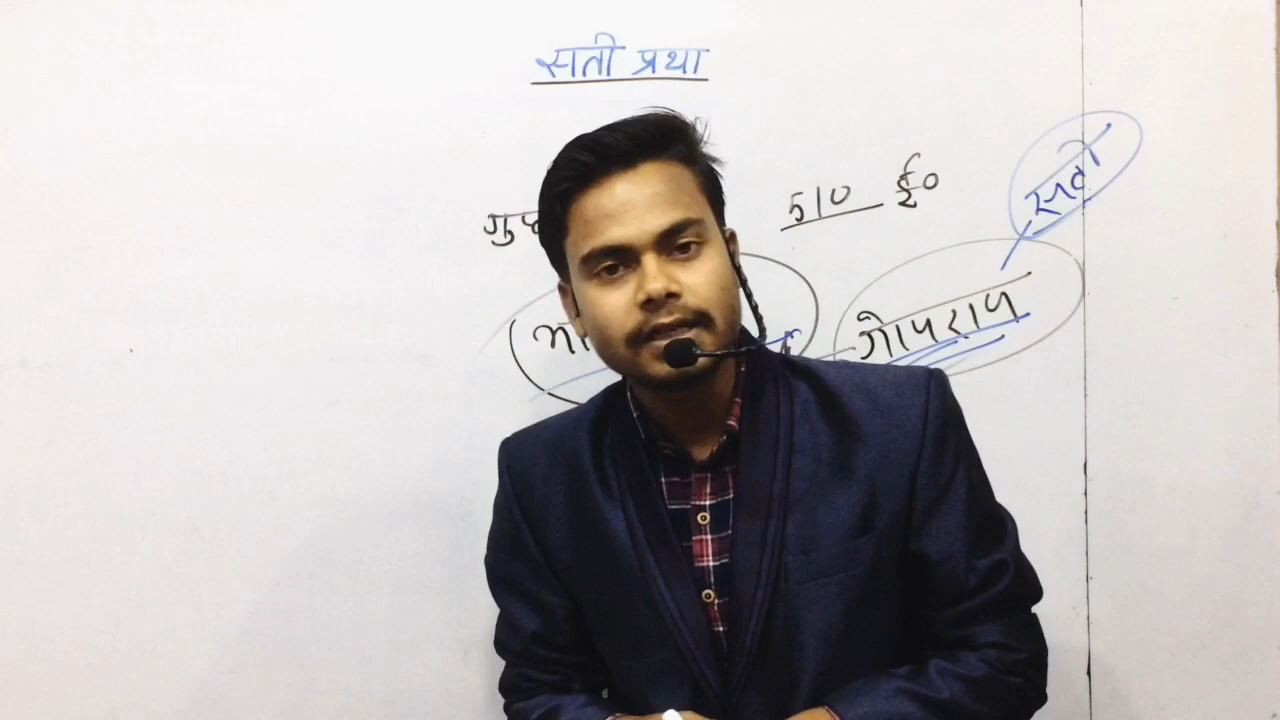 सती प्रथा
510 ई०
सती
गोपराज